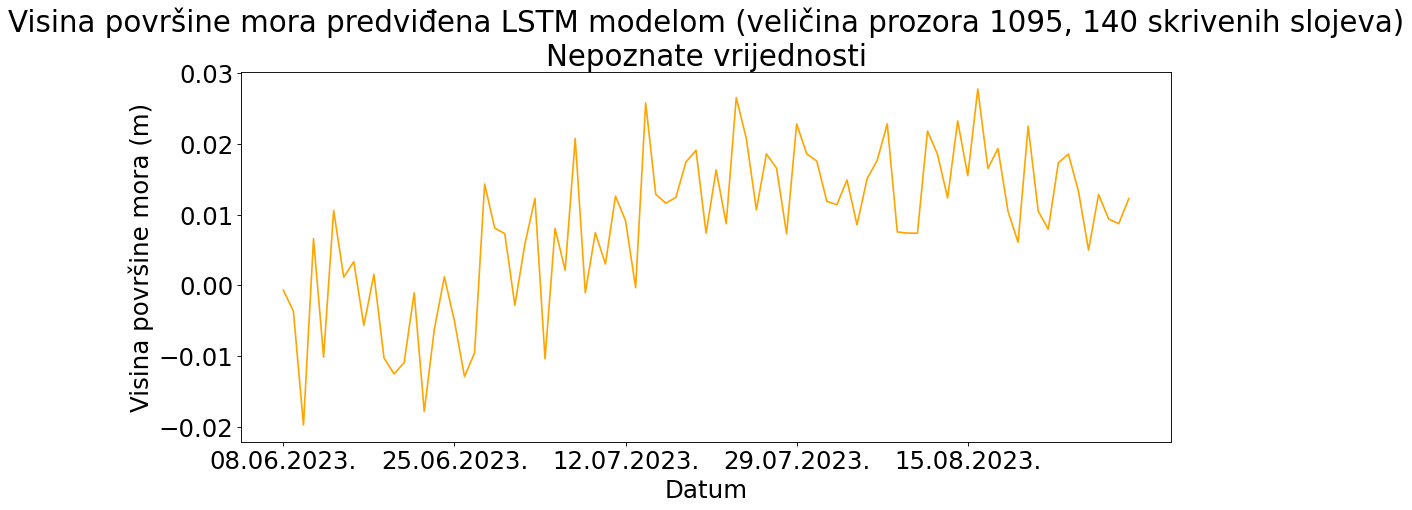 Visina površine mora predviđena LSTM modelom (veličina prozora 1095, 140 skrivenih slojeva)
Nepoznate vrijednosti
Visina površine mora (m)
0.03
0.02
0.01
0.00
−0.01
−0.02
08.06.2023. 25.06.2023. 12.07.2023. 29.07.2023. 15.08.2023.
Datum